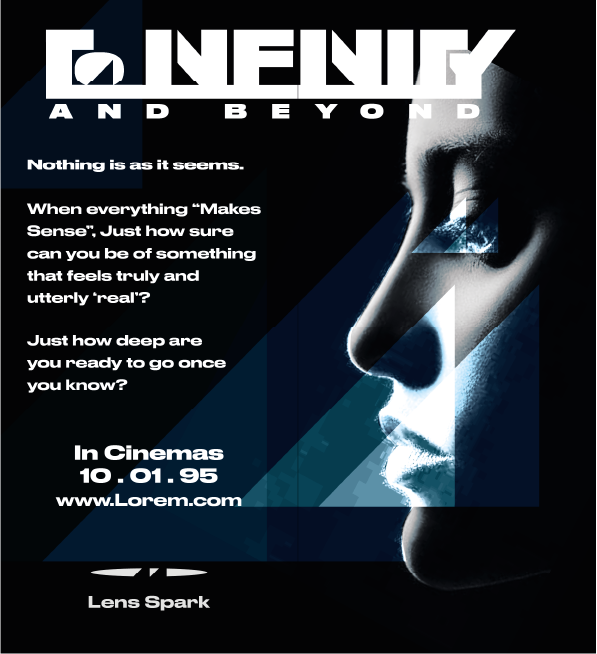 To INFINITY
AND BEYOND
Nothing is as it seems.
When everything “Makes
Sense”, Just how sure
can you be of something
that feels truly and
utterly ‘real’?
Just how deep are
you ready to go once
you know?
In Cinemas
10 . 01 . 95
www.Lorem.com
Lens Spark